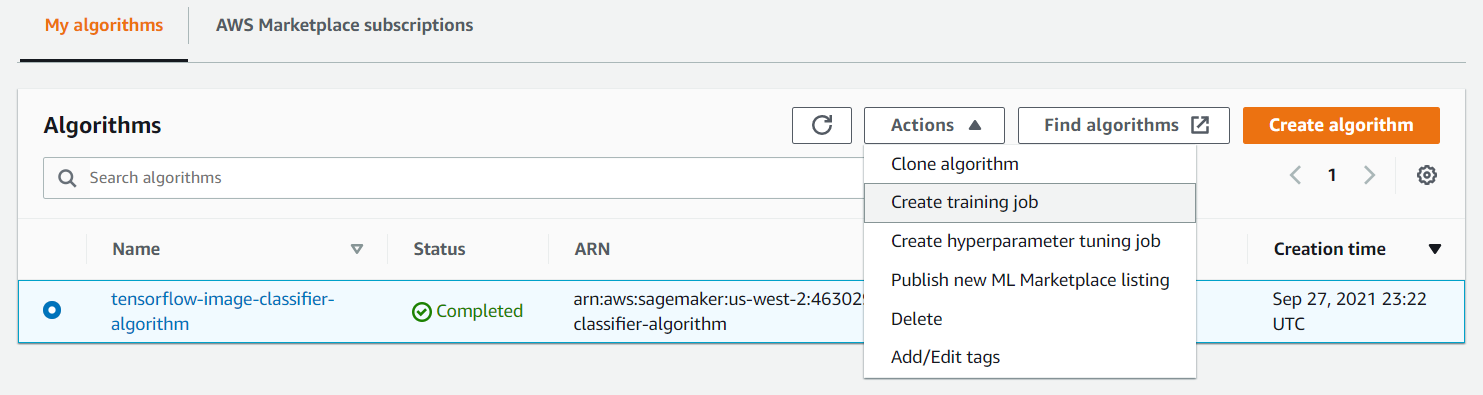 My algorithms
AWS Marketplace subscriptions
Algorithms
Actions
Find algorithms
Create algorithm
Search algorithms
1
Clone algorithm
Create training job
Create hyperparameter tuning job
Publish new ML Marketplace listing
Delete
Add/Edit tags
Name
Status
ARN
Creation time
tensorflow-image-classifier-
algorithm
Completed
arn:aws:sagemaker:us-west-2:463029
classifier-algorithm
Sep 27, 2021 23:22
UTC